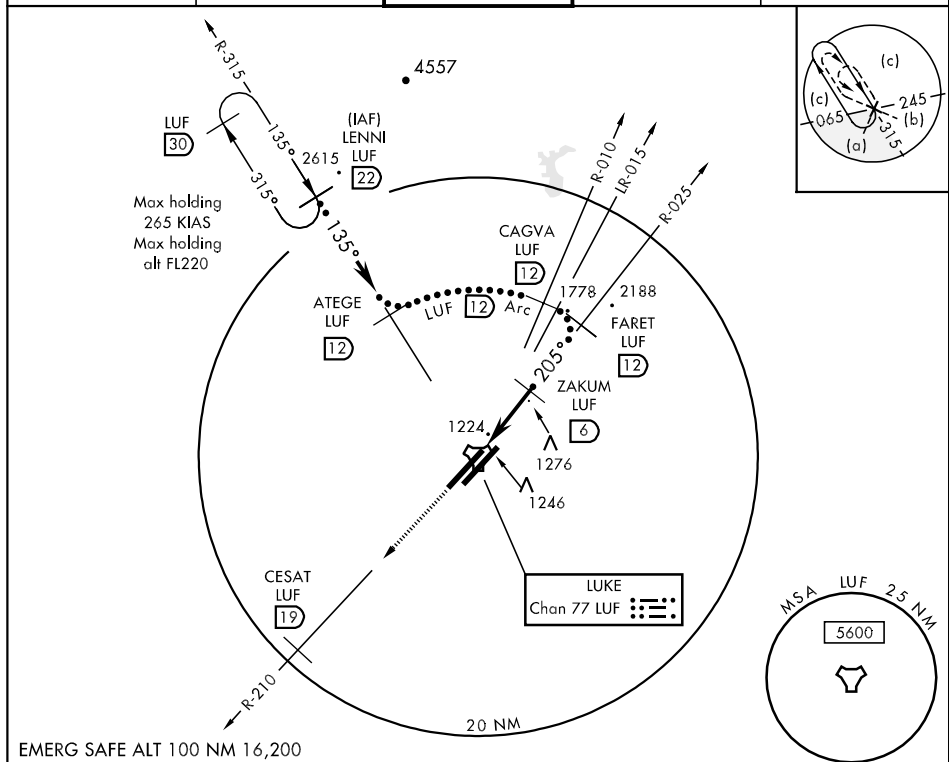 R-315
4557
LUF
30
135°
315°
2615
(IAF)
LENNI
LUF
22
Max holding
265 KIAS
Max holding
alt FL220
135°
ATEGE
LUF
12
LUF 12 Arc
CAGVA
LUF
12
R-010
LR-015
R-025
1778
2188
FARET
LUF
12
205°
ZAKUM
LUF
6
1224
1276
1246
LUKE
Chan 77 LUF
CESAT
LUF
19
R-210
20 NM
EMERG SAFE ALT 100 NM 16,200
(c)
(c)
065
245
(b)
(a)
315
MSA LUF 25 NM
5600